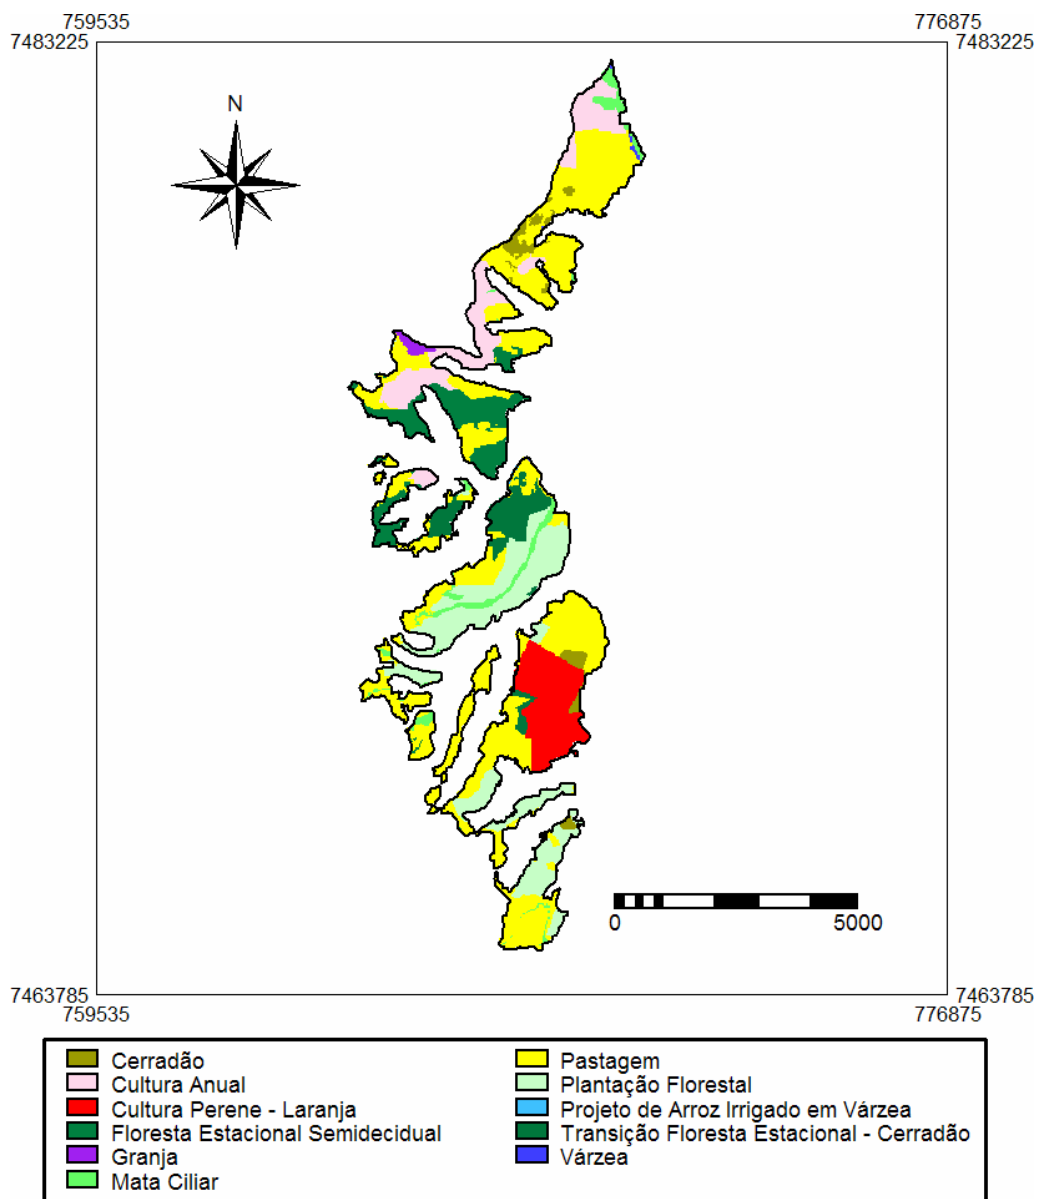 759535 776875
7483225 7483225
N
0 5000
7463785 7463785
759535 776875
Cerradão
Cultura Anual
Cultura Perene - Laranja
Floresta Estacional Semidecidual
Granja
Mata Ciliar
Pastagem
Plantação Florestal
Projeto de Arroz Irrigado em Várzea
Transição Floresta Estacional - Cerradão
Várzea